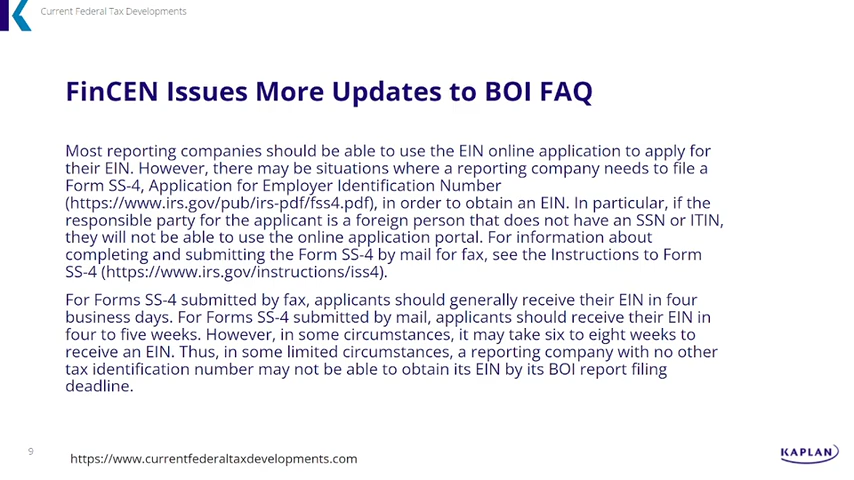 Current Federal Tax Developments
FinCEN Issues More Updates to BOI FAQ
Most reporting companies should be able to use the EIN online application to apply for
their EIN. However, there may be situations where a reporting company needs to file a
Form SS-4, Application for Employer Identification Number
(https://www.irs.gov/pub/irs-pdf/fss4.pdf), in order to obtain an EIN. In particular, if the
responsible party for the applicant is a foreign person that does not have an SSN or ITIN,
they will not be able to use the online application portal. For information about
completing and submitting the Form SS-4 by mail for fax, see the Instructions to Form
SS-4 (https://www.irs.gov/instructions/iss4).
For Forms SS-4 submitted by fax, applicants should generally receive their EIN in four
business days. For Forms SS-4 submitted by mail, applicants should receive their EIN in
four to five weeks. However, in some circumstances, it may take six to eight weeks to
receive an EIN. Thus, in some limited circumstances, a reporting company with no other
tax identification number may not be able to obtain its EIN by its BOI report filing
deadline.
9
https://www.currentfederaltaxdevelopments.com
KAPLAN